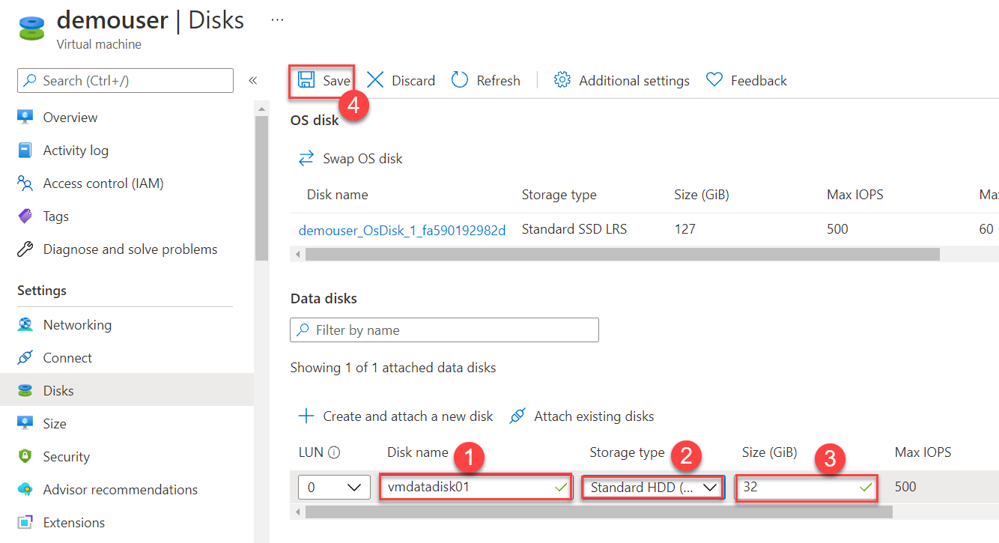 demouser | Disks ...
Virtual machine
Search (Ctrl+/) «
Overview
Activity log
Access control (IAM)
Tags
Diagnose and solve problems
Settings
Networking
Connect
Disks
Size
Security
Advisor recommendations
Extensions
Save Discard Refresh Additional settings Feedback
4
OS disk
Swap OS disk
Disk name Storage type Size (GiB) Max IOPS Ma
demouser_OsDisk_1_fa590192982d Standard SSD LRS 127 500 60
Data disks
Filter by name
Showing 1 of 1 attached data disks
Create and attach a new disk Attach existing disks
LUN Disk name 1 Storage type 2 Size (GiB) 3 Max IOPS
0 vmdatadisk01 Standard HDD (... 32 500